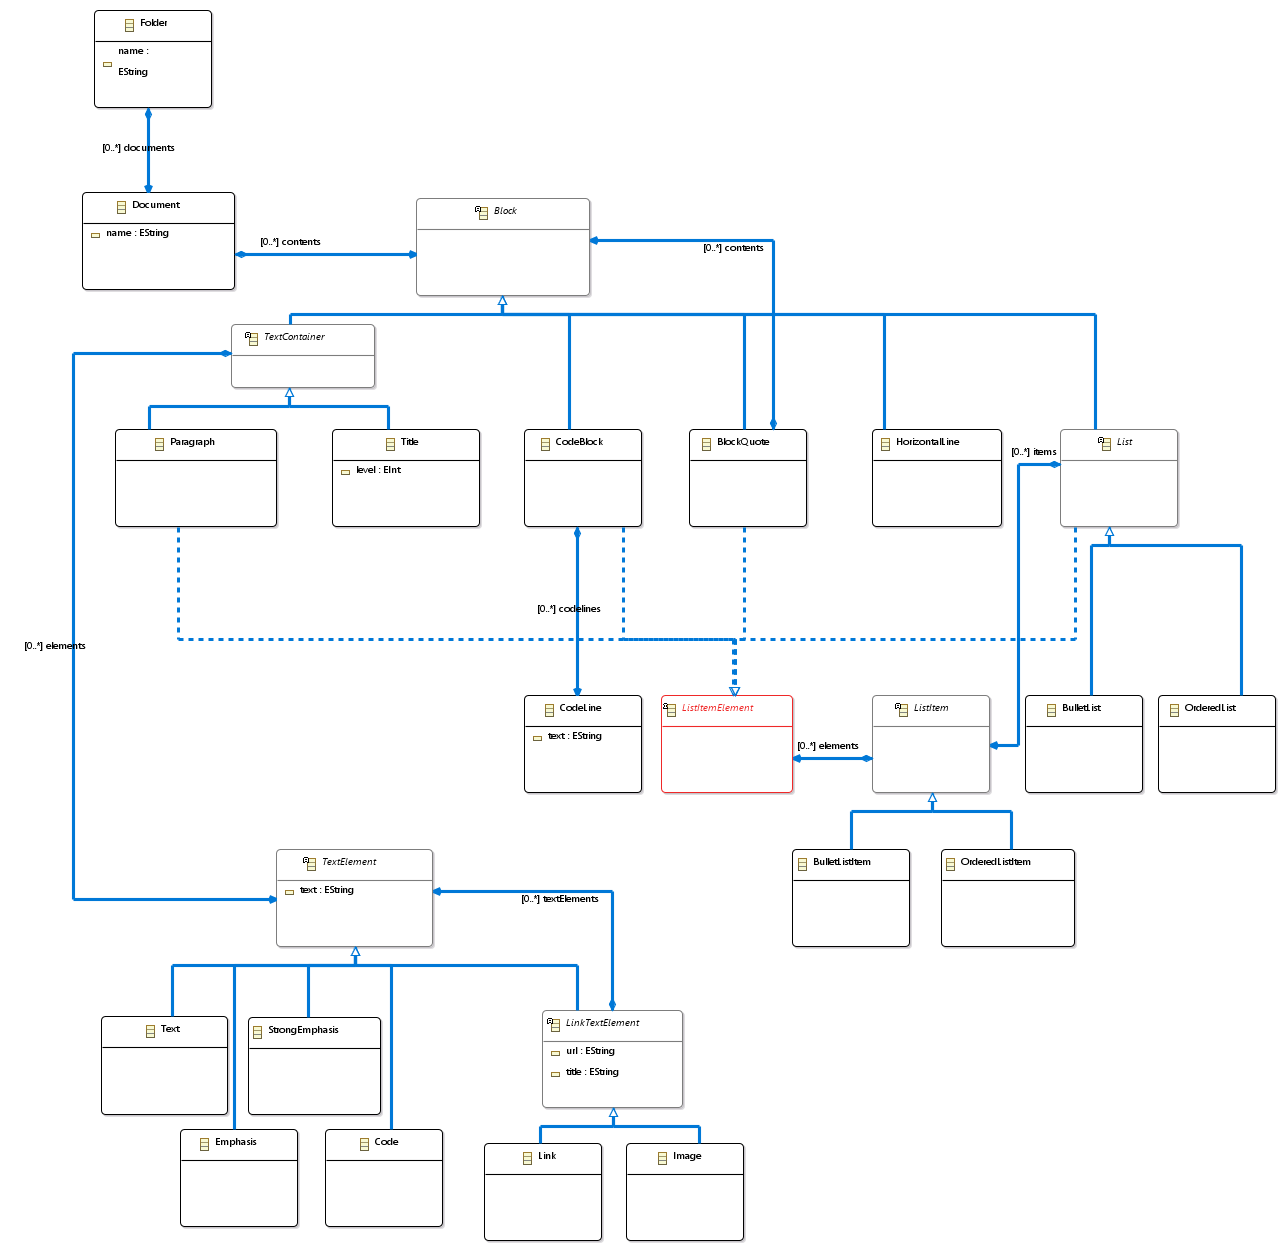 Folder
name :
EString
[0..*] documents
Document
name : EString
[0..*] contents
Block
[0..*] contents
TextContainer
Paragraph
Title
level : EInt
CodeBlock
BlockQuote
HorizontalLine
List
[0..*] items
[0..*] codelines
[0..*] elements
CodeLine
text : EString
ListItemElement
[0..*] elements
ListItem
BulletList
OrderedList
BulletListItem
OrderedListItem
TextElement
text : EString
[0..*] textElements
Text
StrongEmphasis
LinkTextElement
url : EString
title : EString
Emphasis
Code
Link
Image